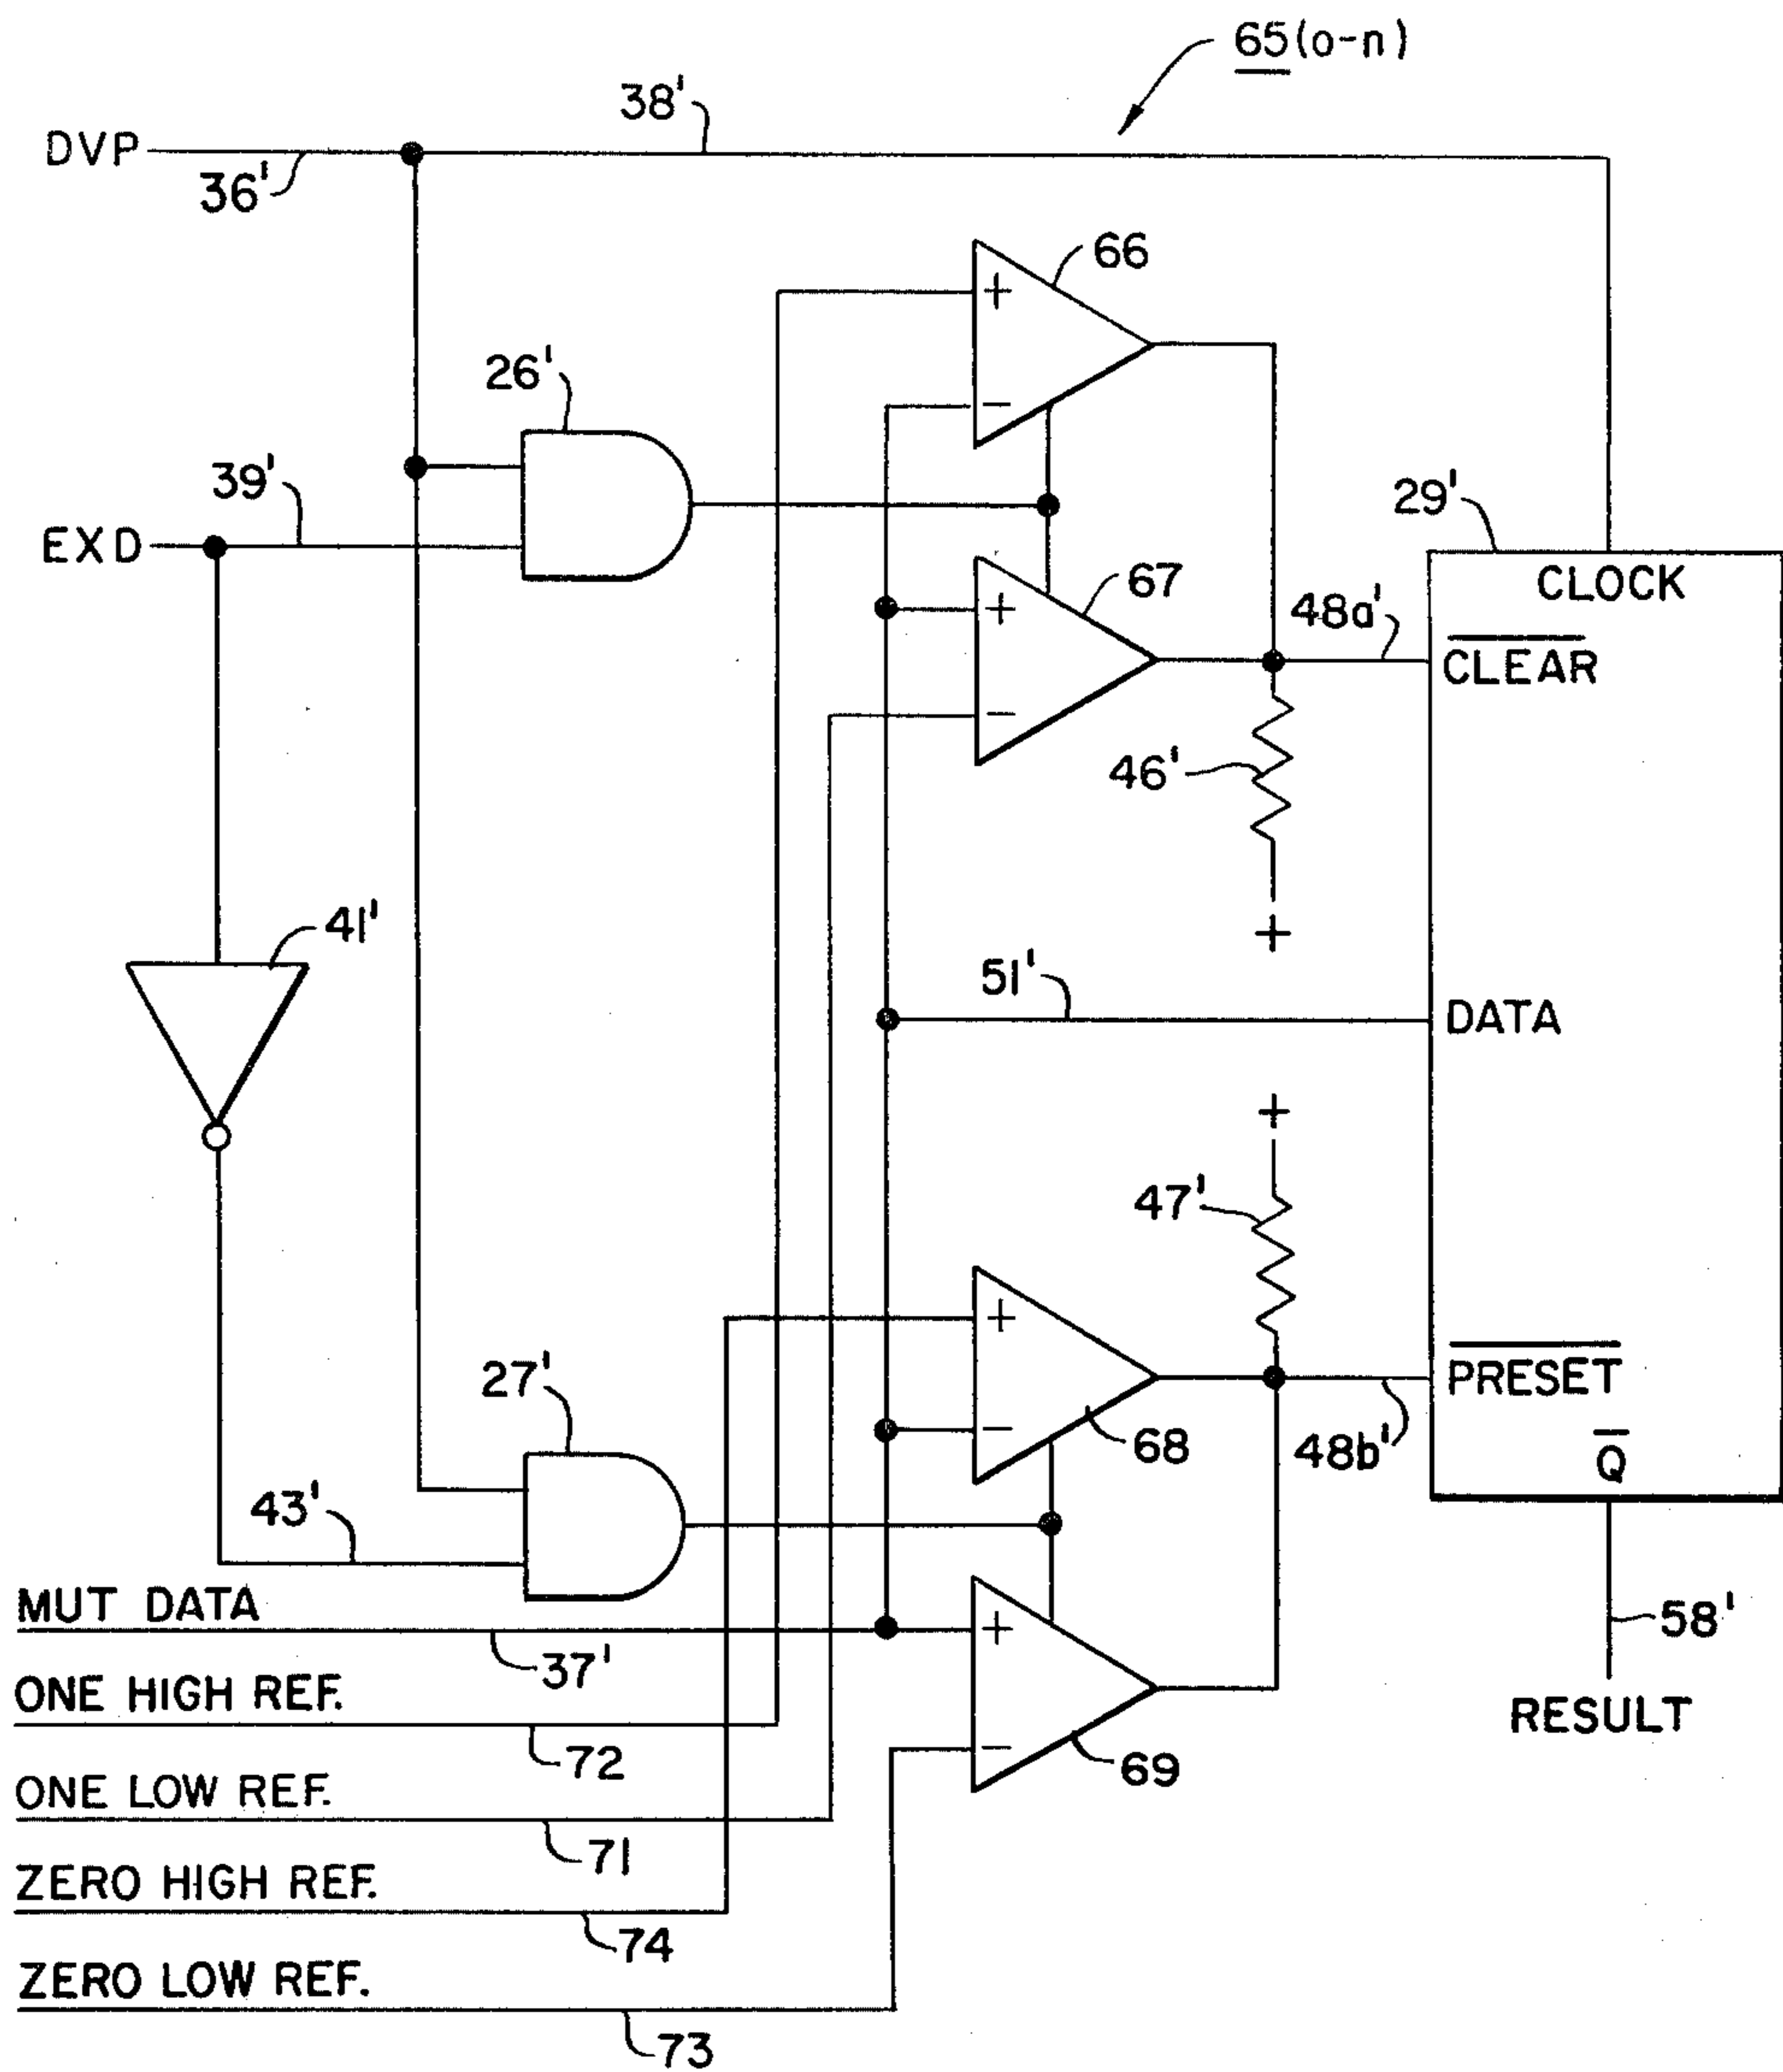 65(o-n)
38'
DVP
36'
66
+
−
26'
39'
EXD
29'
CLOCK
67
+
−
48a'
CLEAR
46'
+
41'
51'
DATA
+
47'
+
−
27'
68
PRESET
48b'
Q
43'
MUT DATA
37'
+
−
58'
ONE HIGH REF.
72
69
RESULT
ONE LOW REF.
71
ZERO HIGH REF.
74
ZERO LOW REF.
73